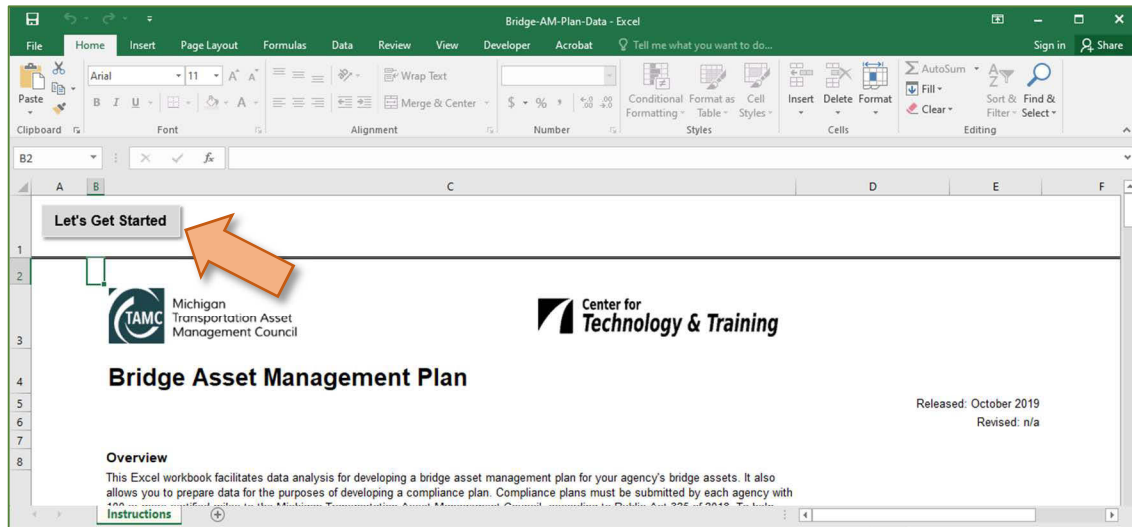 Bridge-AM-Plan-Data - Excel
File Home Insert Page Layout Formulas Data Review View Developer Acrobat Tell me what you want to do... Sign in Share
Paste
Arial 11 A A
B I U A
Wrap Text
Merge & Center
$ % , .0 .00 .00 .0
Conditional Formatting Format as Table Cell Styles
Insert Delete Format
AutoSum
Fill
Clear
Sort & Filter Find & Select
Clipboard Font Alignment Number Styles Cells Editing
B2 fx
A B C D E F
Let's Get Started
1
2
TAMC
Michigan
Transportation Asset
Management Council
Center for
Technology & Training
3
4 Bridge Asset Management Plan
5 Released: October 2019
6 Revised: n/a
7
8 Overview
This Excel workbook facilitates data analysis for developing a bridge asset management plan for your agency's bridge assets. It also
allows you to prepare data for the purposes of developing a compliance plan. Compliance plans must be submitted by each agency with
Instructions